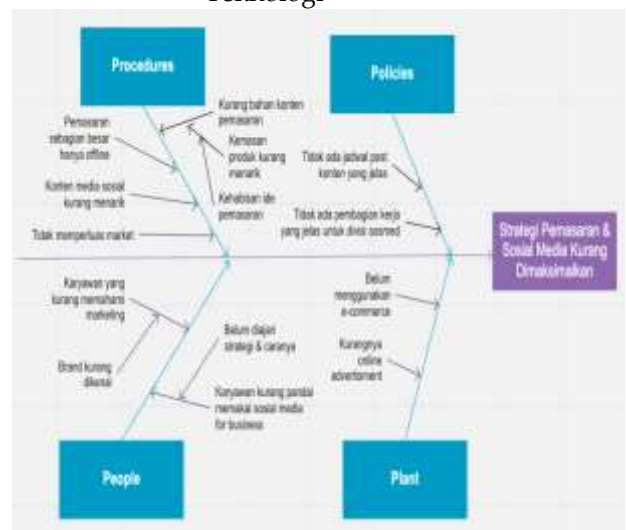 Teknologi
Procedures
Policies
Kurang bahan konten
pemasaran
Pemasaran
sebagian besar
hanya offline
Kemasan
produk kurang
menarik
Tidak ada jadwal post
konten yang jelas
Konten media sosial
kurang menarik
Kehabisan ide
pemasaran
Tidak ada pembagian kerja
yang jelas untuk divisi sosmed
Tidak memperluas market
Strategi Pemasaran &
Sosial Media Kurang
Dimaksimalkan
Karyawan yang
kurang memahami
marketing
Belum
menggunakan
e-commerce
Belum diajari
strategi & caranya
Kurangnya
online
advertisment
Brand kurang
dikenal
Karyawan kurang pandai
memakai sosial media
for business
People
Plant